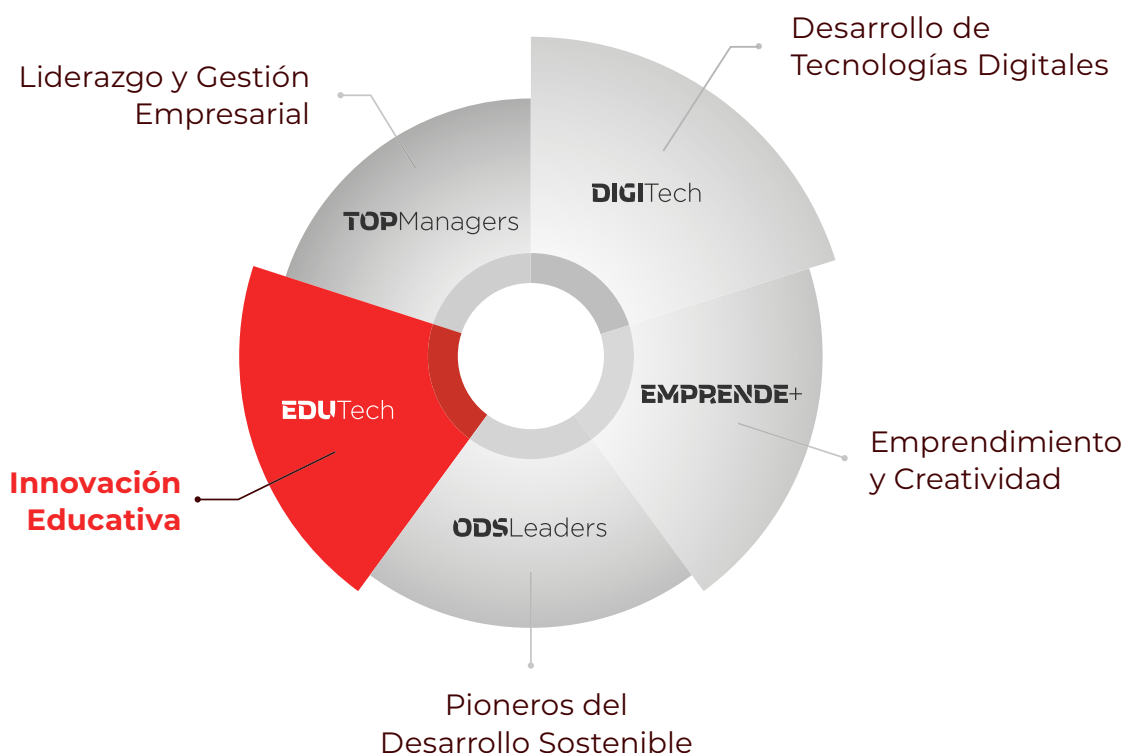 Desarrollo de
Tecnologías Digitales
Liderazgo y Gestión
Empresarial
DIGITech
TOPManagers
EMPRENDE+
EDUTech
Emprendimiento
y Creatividad
Innovación
Educativa
ODSLeaders
Pioneros del
Desarrollo Sostenible